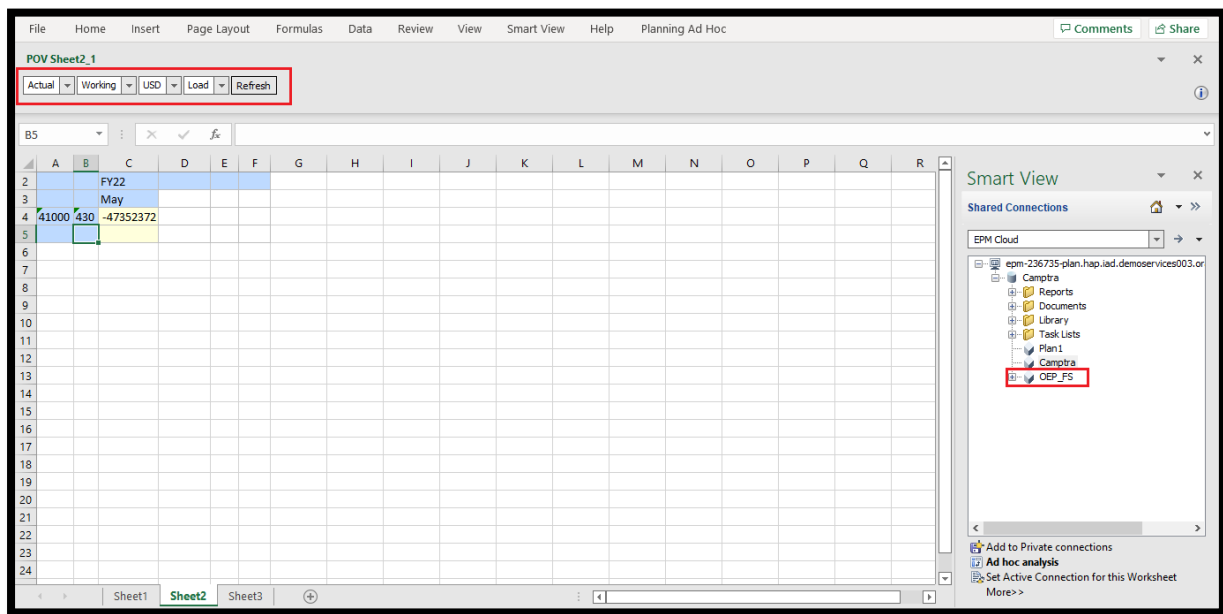 File Home Insert Page Layout Formulas Data Review View Smart View Help Planning Ad Hoc Comments Share
POV Sheet2_1
Actual Working USD Load Refresh
B5 fx
A B C D E F G H I J K L M N O P Q R
2 FY22
3 May
4 41000 430 -47352372
5
6
7
8
9
10
11
12
13
14
15
16
17
18
19
20
21
22
23
24
Sheet1 Sheet2 Sheet3
Smart View
Shared Connections
EPM Cloud
epm-236735-plan.hap.iad.demoservices003.or
Camptra
Reports
Documents
Library
Task Lists
Plan1
Camptra
OEP_FS
Add to Private connections
Ad hoc analysis
Set Active Connection for this Worksheet
More>>